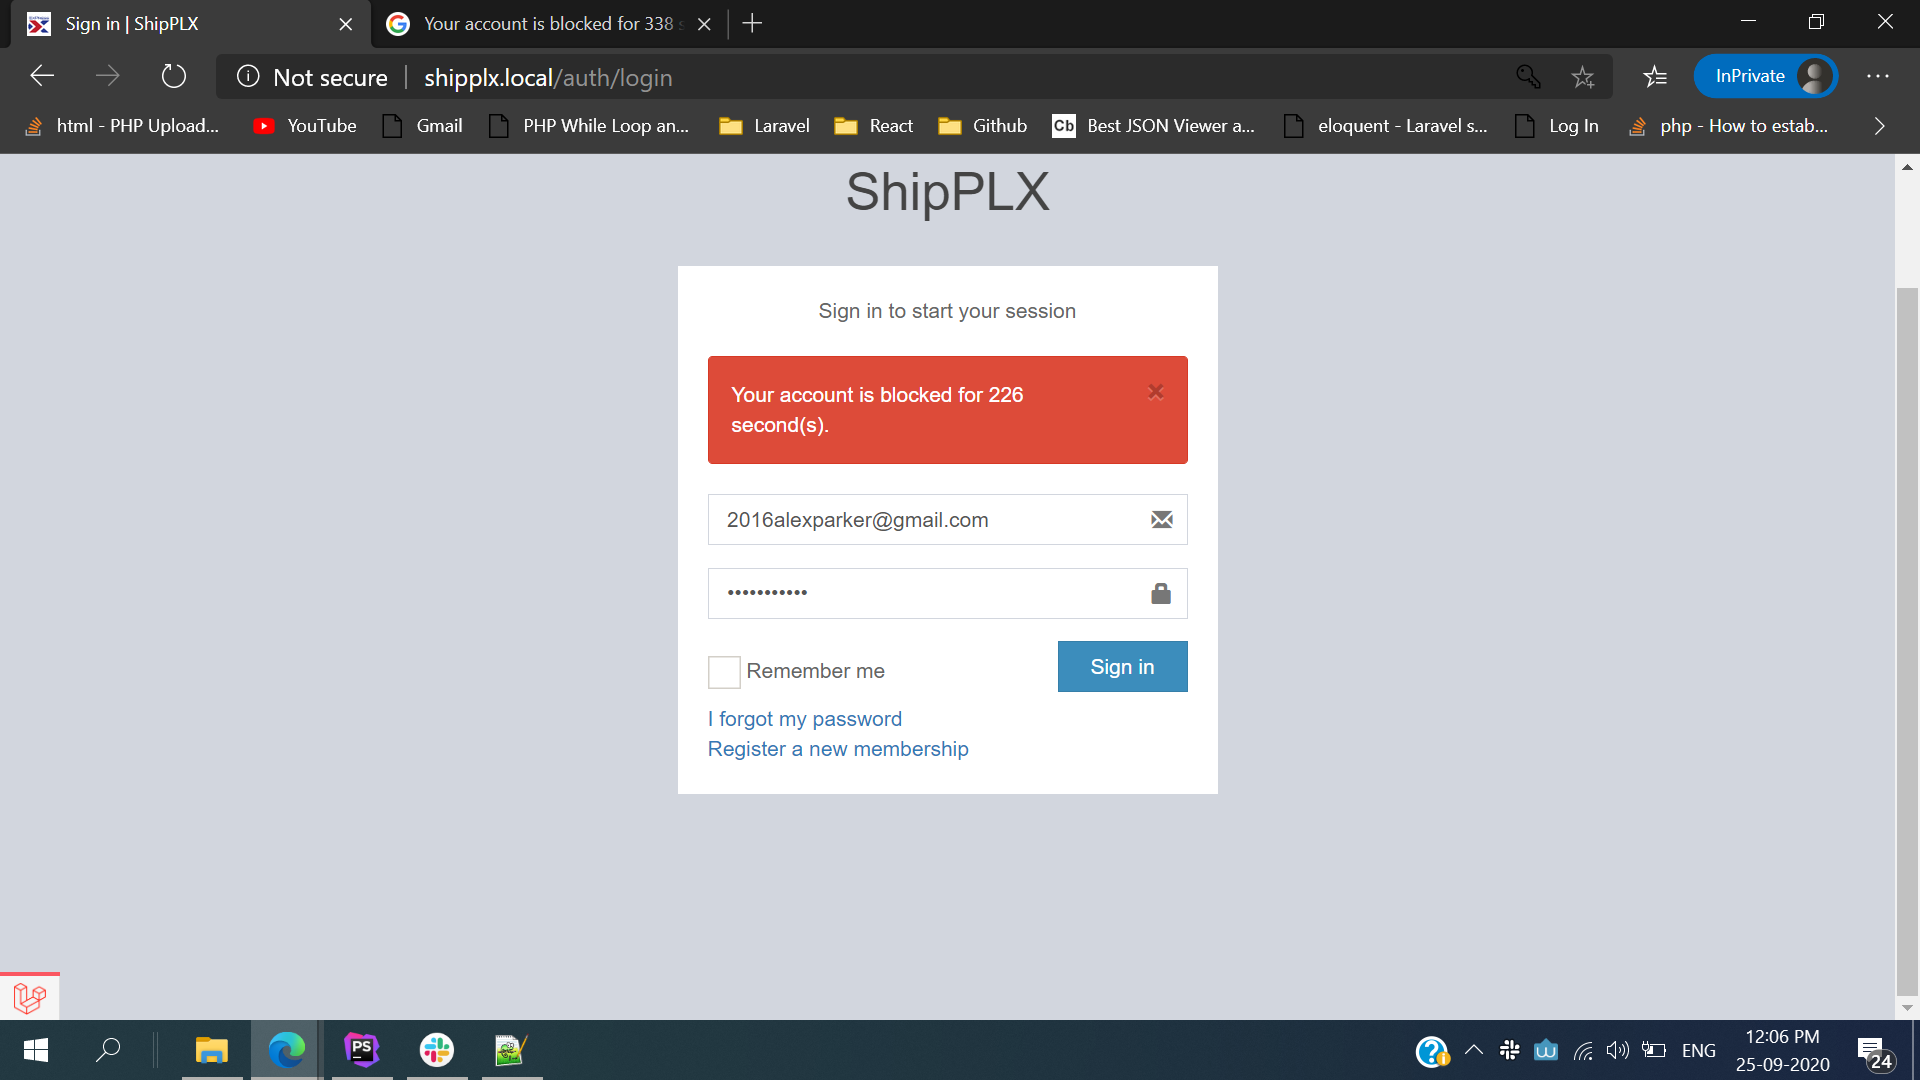 Sign in | ShipPLX
Your account is blocked for 338
Not secure
shipplx.local/auth/login
InPrivate
html - PHP Upload...
YouTube
Gmail
PHP While Loop an...
Laravel
React
Github
Cb
Best JSON Viewer a...
eloquent - Laravel s...
Log In
php - How to estab...
ShipPLX
Sign in to start your session
Your account is blocked for 226
second(s).
2016alexparker@gmail.com
•••••••••••
Remember me
Sign in
I forgot my password
Register a new membership
PS
ENG
12:06 PM
25-09-2020
24